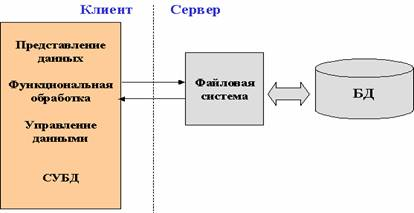 Клиент
Сервер
Представление
данных
Функциональная
обработка
Управление
данными
СУБД
Файловая
система
БД